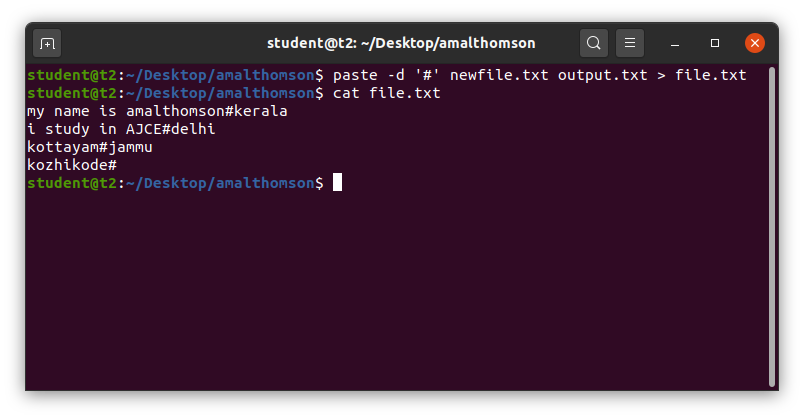 student@t2: ~/Desktop/amalthomson
student@t2:~/Desktop/amalthomson$ paste -d '#' newfile.txt output.txt > file.txt
student@t2:~/Desktop/amalthomson$ cat file.txt
my name is amalthomson#kerala
i study in AJCE#delhi
kottayam#jammu
kozhikode#
student@t2:~/Desktop/amalthomson$